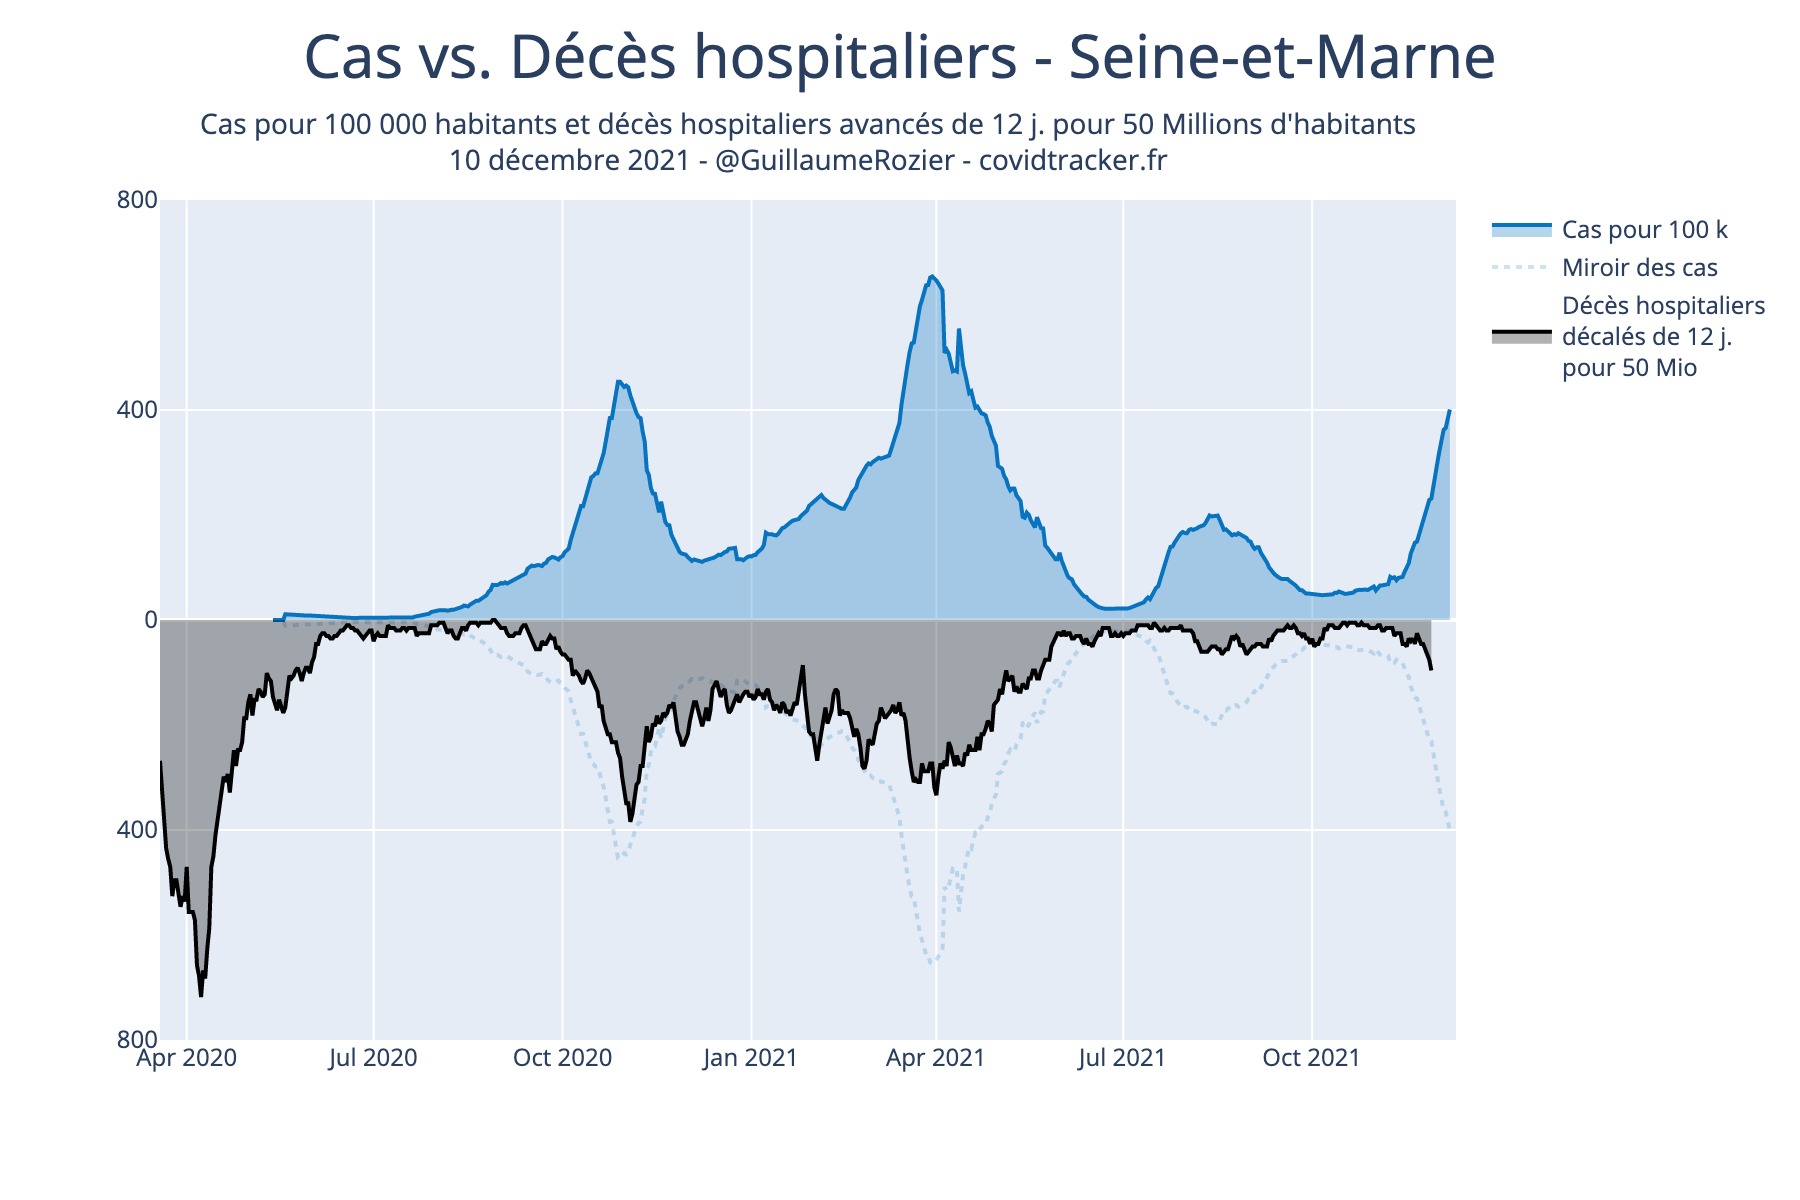 Cas vs. Décès hospitaliers - Seine-et-Marne
Cas pour 100 000 habitants et décès hospitaliers avancés de 12 j. pour 50 Millions d'habitants
10 décembre 2021 - @GuillaumeRozier - covidtracker.fr
800
400
0
400
800
Apr 2020
Jul 2020
Oct 2020
Jan 2021
Apr 2021
Jul 2021
Oct 2021
Cas pour 100 k
Miroir des cas
Décès hospitaliers
décalés de 12 j.
pour 50 Mio